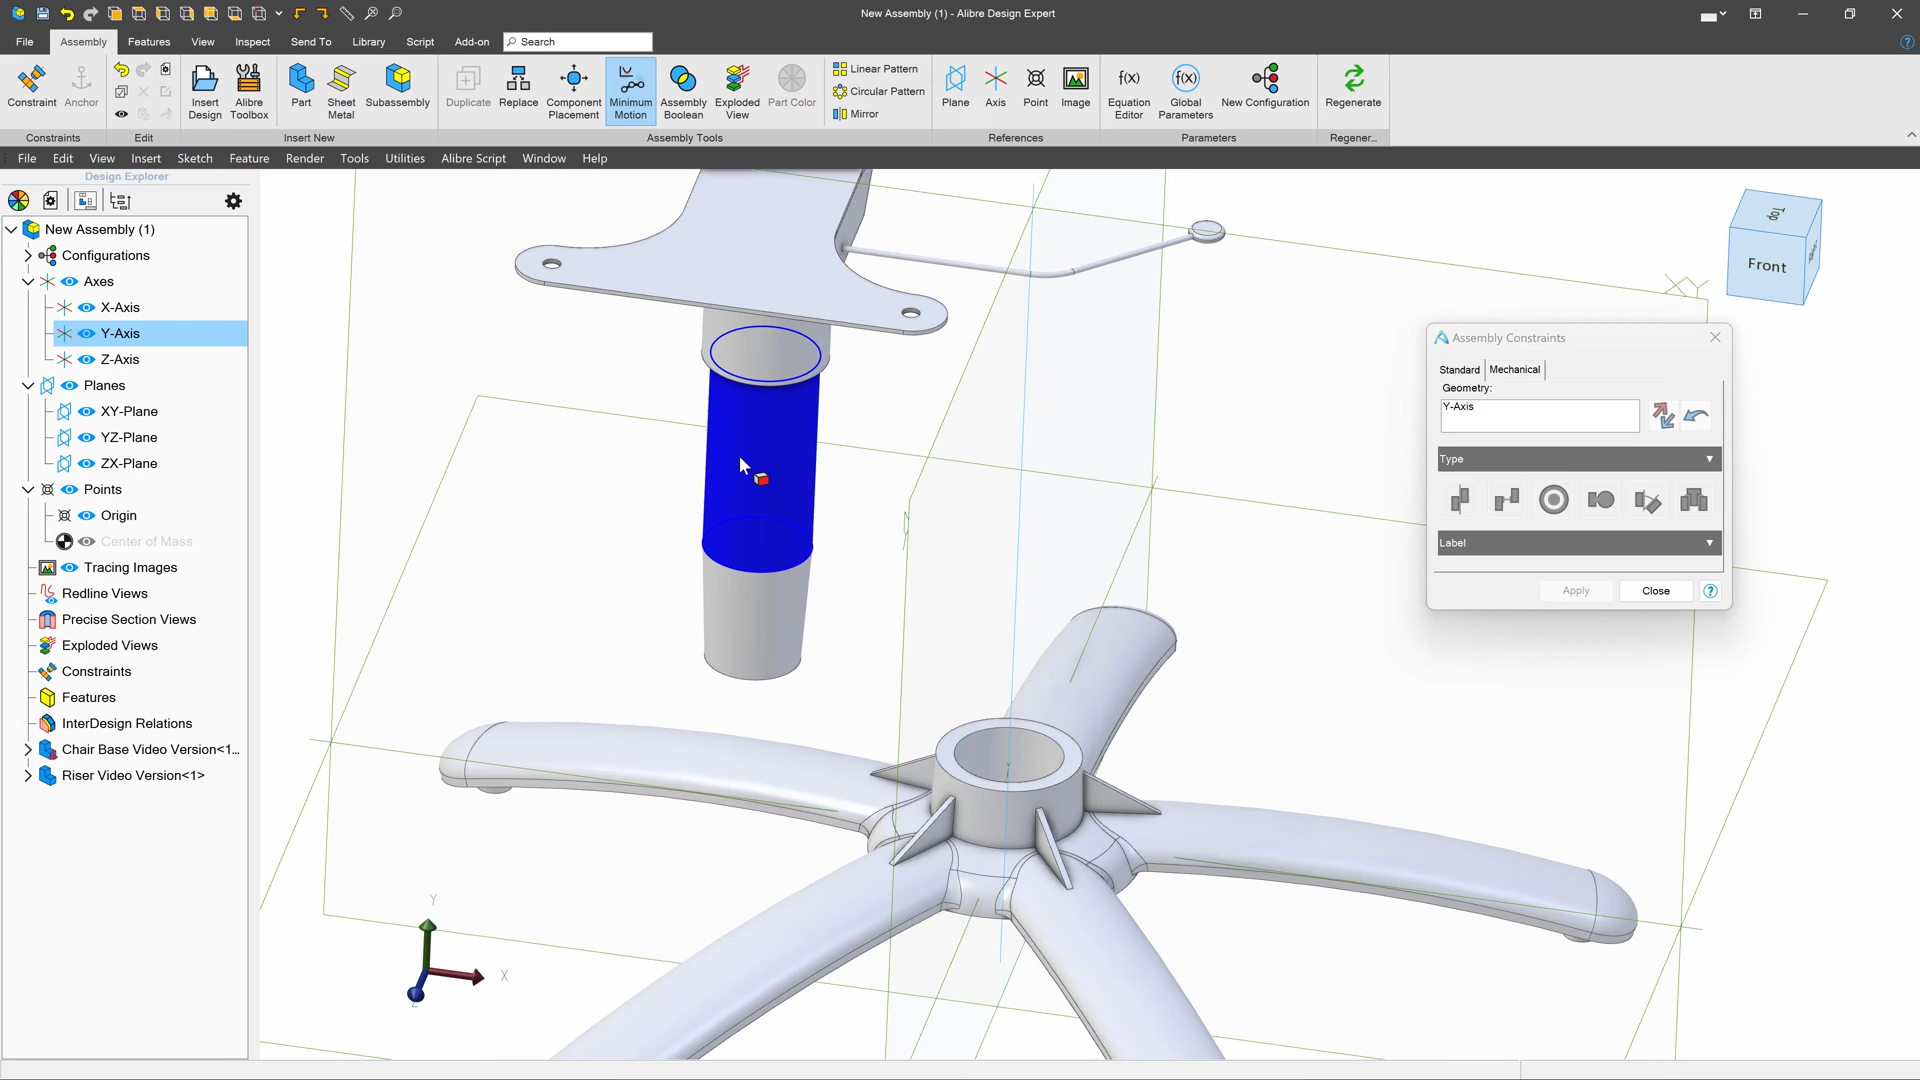 New Assembly (1) - Alibre Design Expert
File Assembly Features View Inspect Send To Library Script Add-on Search
Constraint Anchor Insert Design Alibre Toolbox Part Sheet Metal Subassembly Duplicate Replace Component Placement Minimum Motion Assembly Boolean Exploded View Part Color Linear Pattern Circular Pattern Mirror Plane Axis Point Image Equation Editor Global Parameters New Configuration Regenerate
Constraints Edit Insert New Assembly Tools References Parameters Regener...
File Edit View Insert Sketch Feature Render Tools Utilities Alibre Script Window Help
Design Explorer
New Assembly (1)
Configurations
Axes
X-Axis
Y-Axis
Z-Axis
Planes
XY-Plane
YZ-Plane
ZX-Plane
Points
Origin
Center of Mass
Tracing Images
Redline Views
Precise Section Views
Exploded Views
Constraints
Features
InterDesign Relations
Chair Base Video Version<1...
Riser Video Version<1>
Top
Front
Assembly Constraints
Standard Mechanical
Geometry:
Y-Axis
Type
Label
Apply Close
Y
X
Z